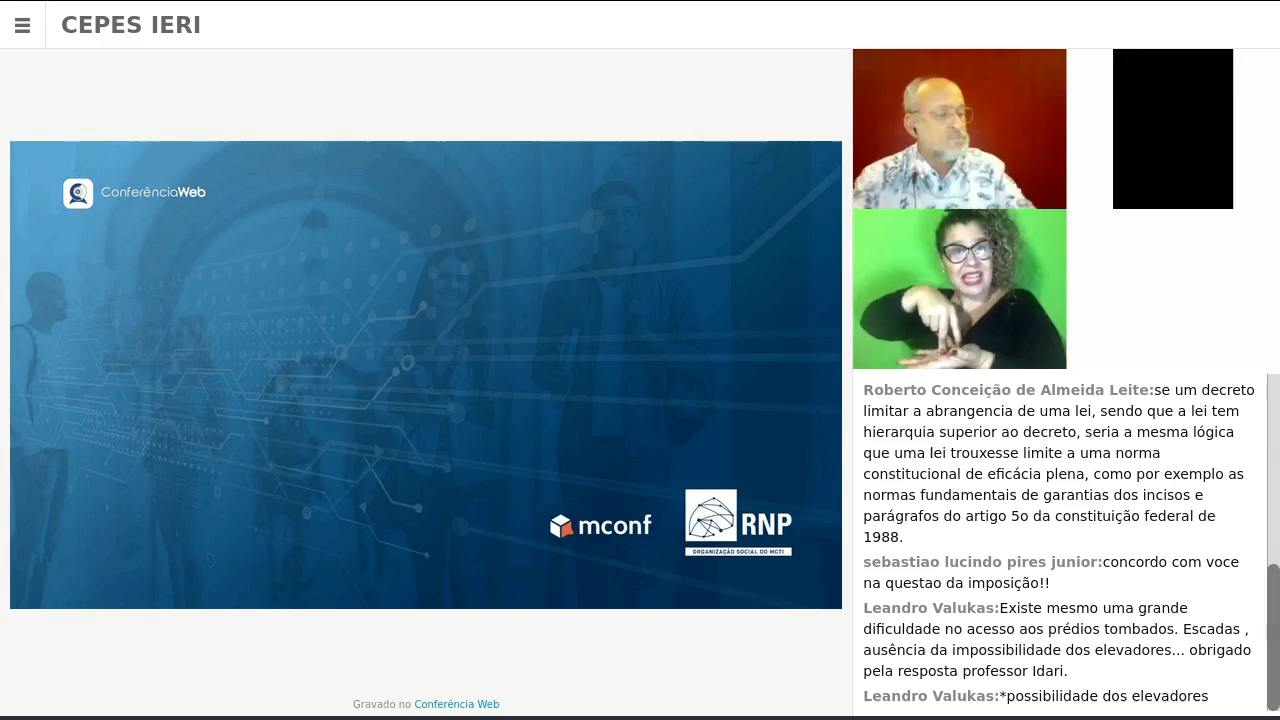 CEPES IERI
ConferênciaWeb
mconf
RNP
ORGANIZAÇÃO SOCIAL DO MCTI
Gravado no Conferência Web
Roberto Conceição de Almeida Leite:se um decreto
limitar a abrangencia de uma lei, sendo que a lei tem
hierarquia superior ao decreto, seria a mesma lógica
que uma lei trouxesse limite a uma norma
constitucional de eficácia plena, como por exemplo as
normas fundamentais de garantias dos incisos e
parágrafos do artigo 5o da constituição federal de
1988.
sebastiao lucindo pires junior:concordo com voce
na questao da imposição!!
Leandro Valukas:Existe mesmo uma grande
dificuldade no acesso aos prédios tombados. Escadas ,
ausência da impossibilidade dos elevadores... obrigado
pela resposta professor Idari.
Leandro Valukas:*possibilidade dos elevadores